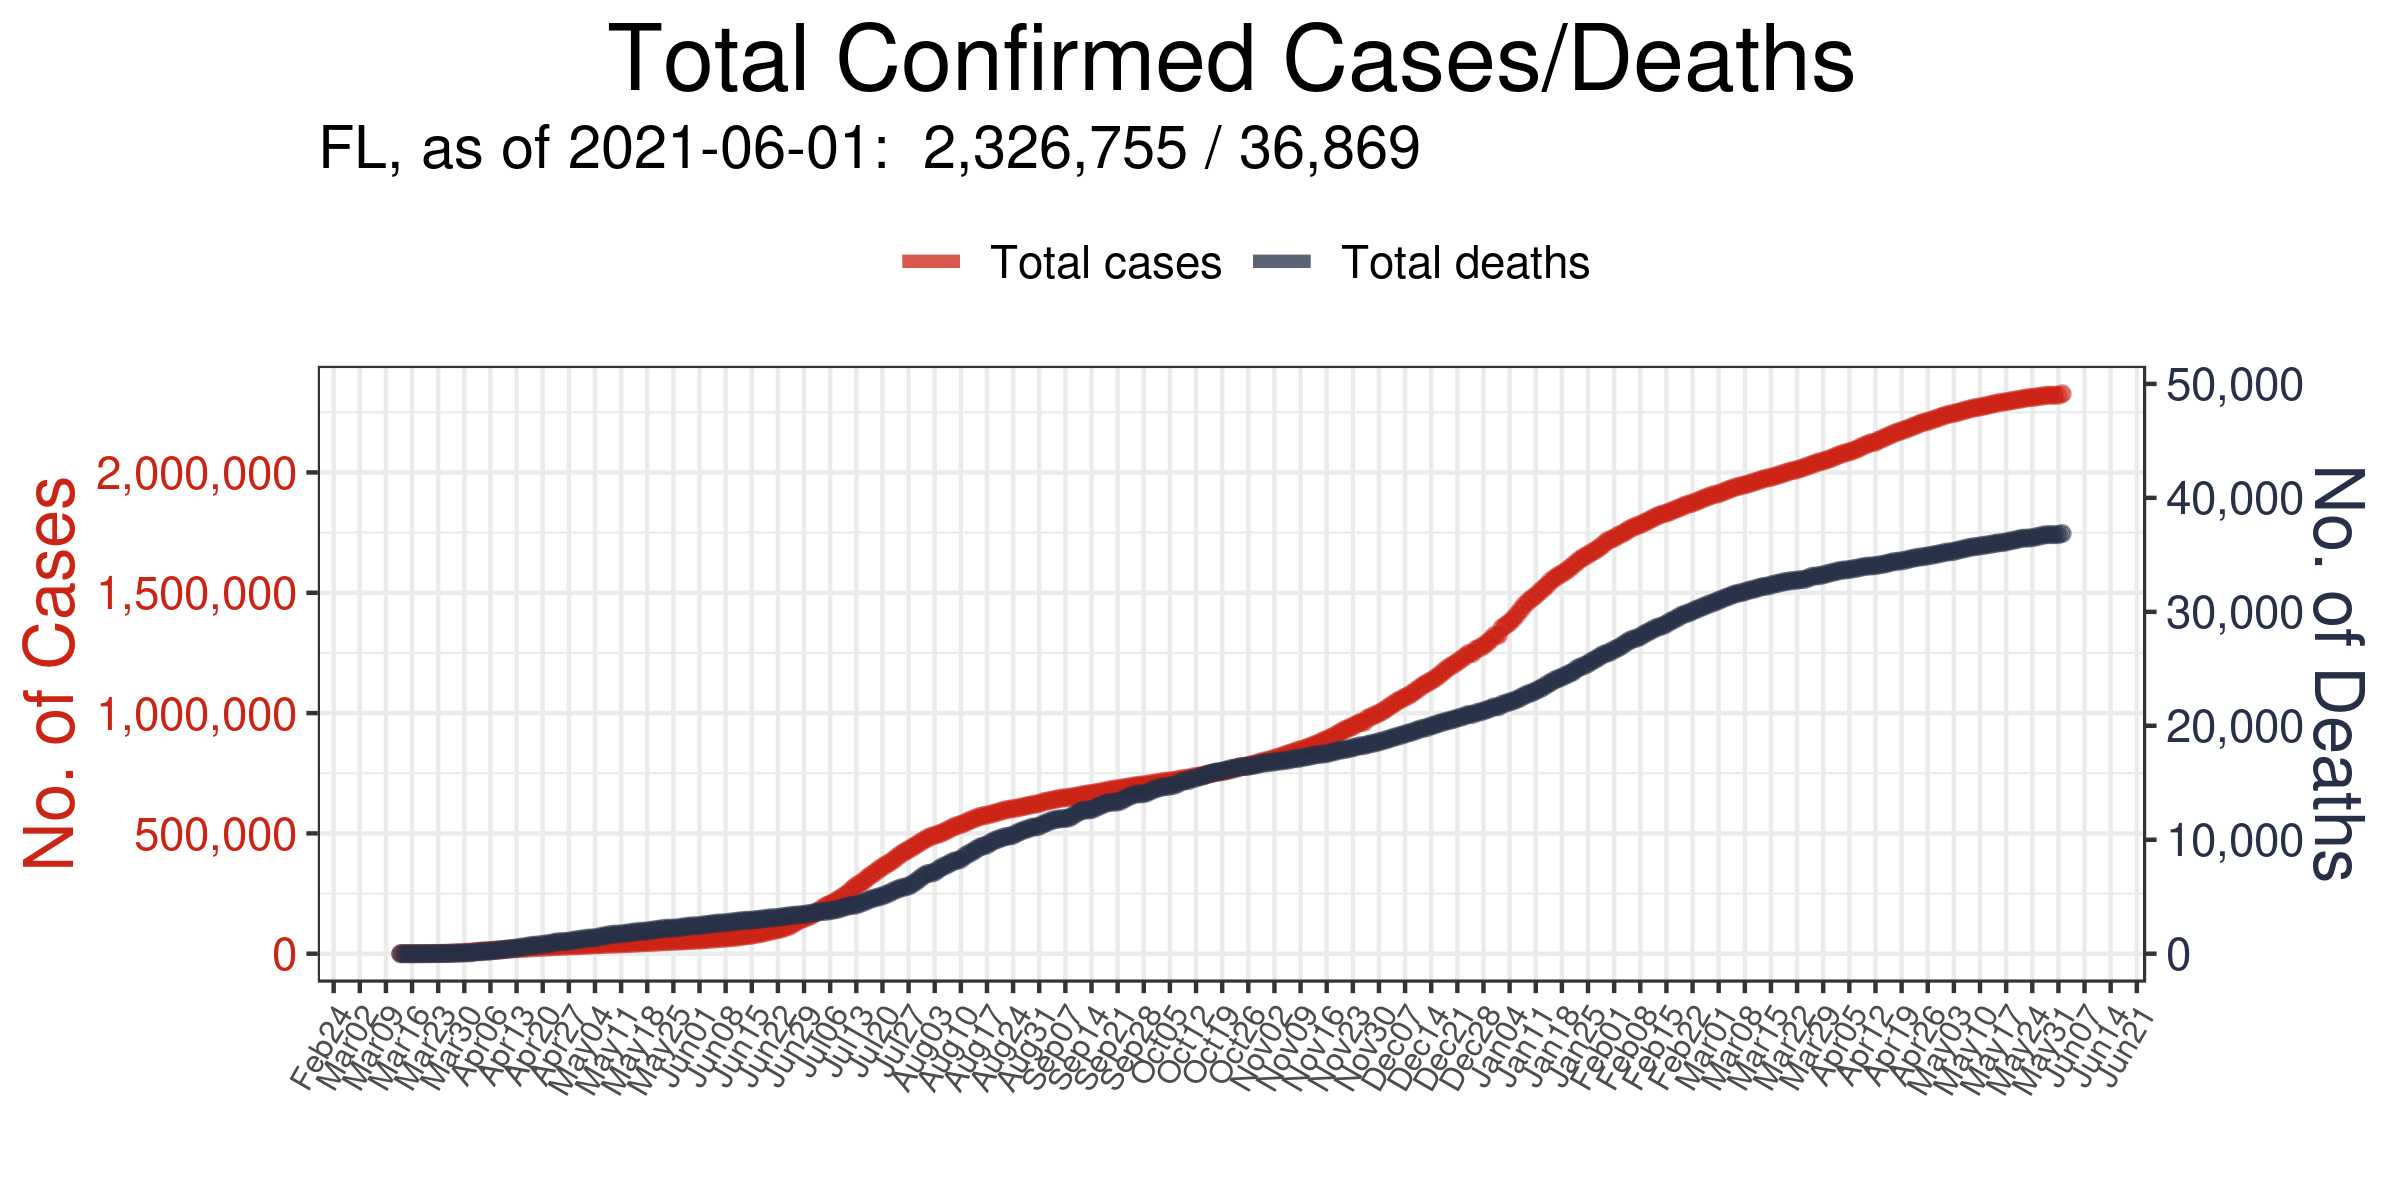 Total Confirmed Cases/Deaths
FL, as of 2021-06-01:  2,326,755 / 36,869
Total cases
Total deaths
No. of Cases
2,000,000
1,500,000
1,000,000
500,000
0
50,000
40,000
30,000
20,000
10,000
0
No. of Deaths
Feb24
Mar02
Mar09
Mar16
Mar23
Mar30
Apr06
Apr13
Apr20
Apr27
May04
May11
May18
May25
Jun01
Jun08
Jun15
Jun22
Jun29
Jul06
Jul13
Jul20
Jul27
Aug03
Aug10
Aug17
Aug24
Aug31
Sep07
Sep14
Sep21
Sep28
Oct05
Oct12
Oct19
Oct26
Nov02
Nov09
Nov16
Nov23
Nov30
Dec07
Dec14
Dec21
Dec28
Jan04
Jan11
Jan18
Jan25
Feb01
Feb08
Feb15
Feb22
Mar01
Mar08
Mar15
Mar22
Mar29
Apr05
Apr12
Apr19
Apr26
May03
May10
May17
May24
May31
Jun07
Jun14
Jun21